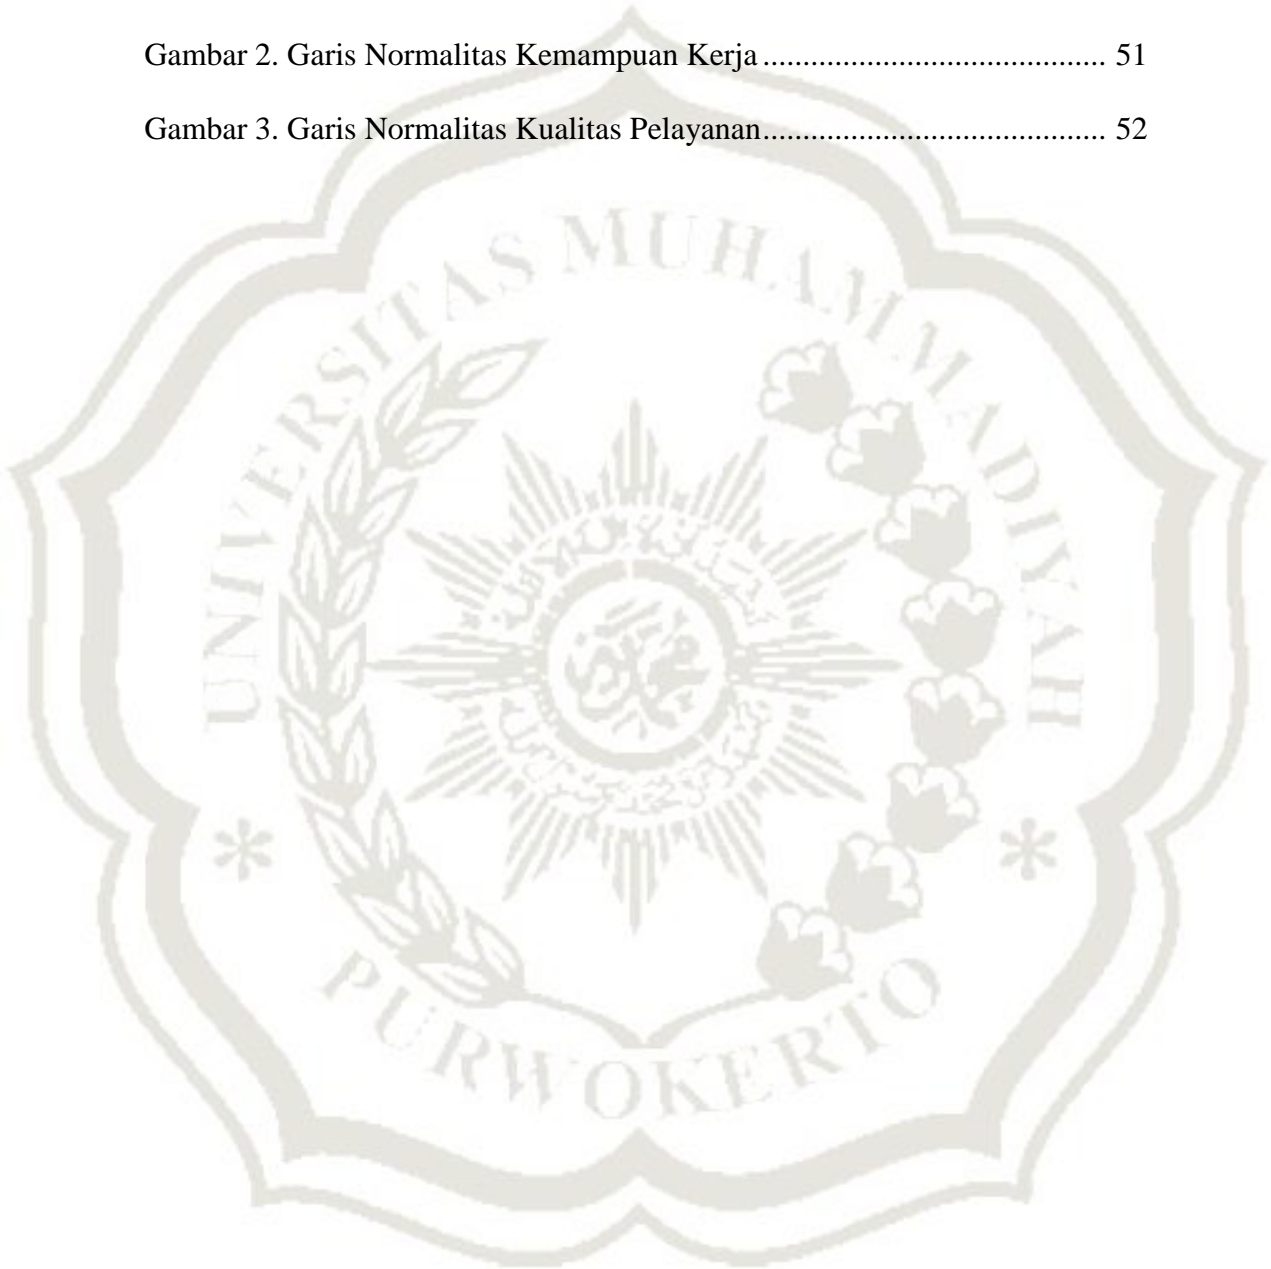 Gambar 2. Garis Normalitas Kemampuan Kerja ........................................... 51
Gambar 3. Garis Normalitas Kualitas Pelayanan........................................... 52
UNIVERSITAS MUHAMMADIYAH
PURWOKERTO